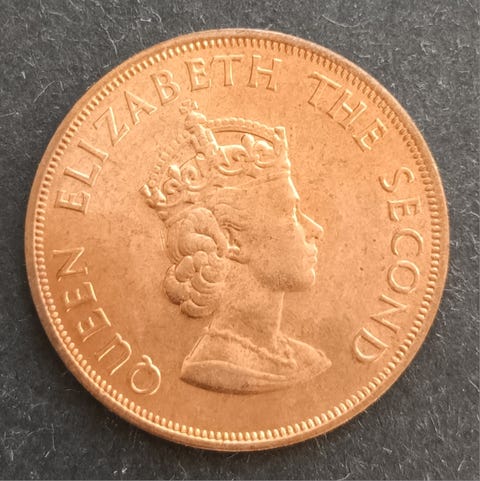 QUEEN ELIZABETH THE SECOND